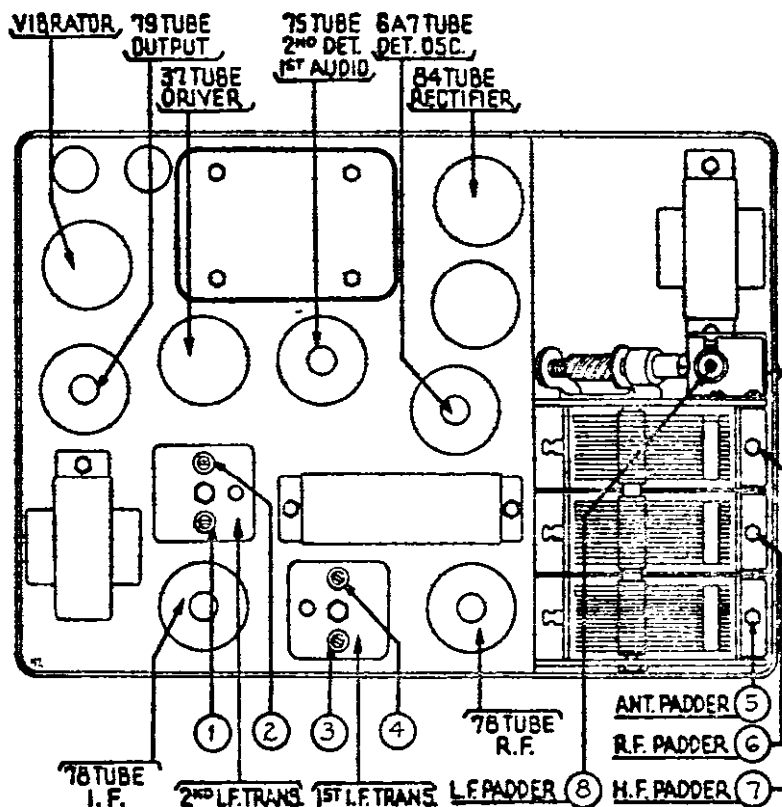 VIBRATOR
79 TUBE
OUTPUT
37 TUBE
DRIVER
75 TUBE
2ND DET.
1ST AUDIO
6A7 TUBE
DET. OSC.
84 TUBE
RECTIFIER
1
2
3
4
78 TUBE
I.F.
2ND I.F. TRANS.
1ST I.F. TRANS.
78 TUBE
R.F.
ANT. PADDER 5
R.F. PADDER 6
L.F. PADDER 8
H.F. PADDER 7